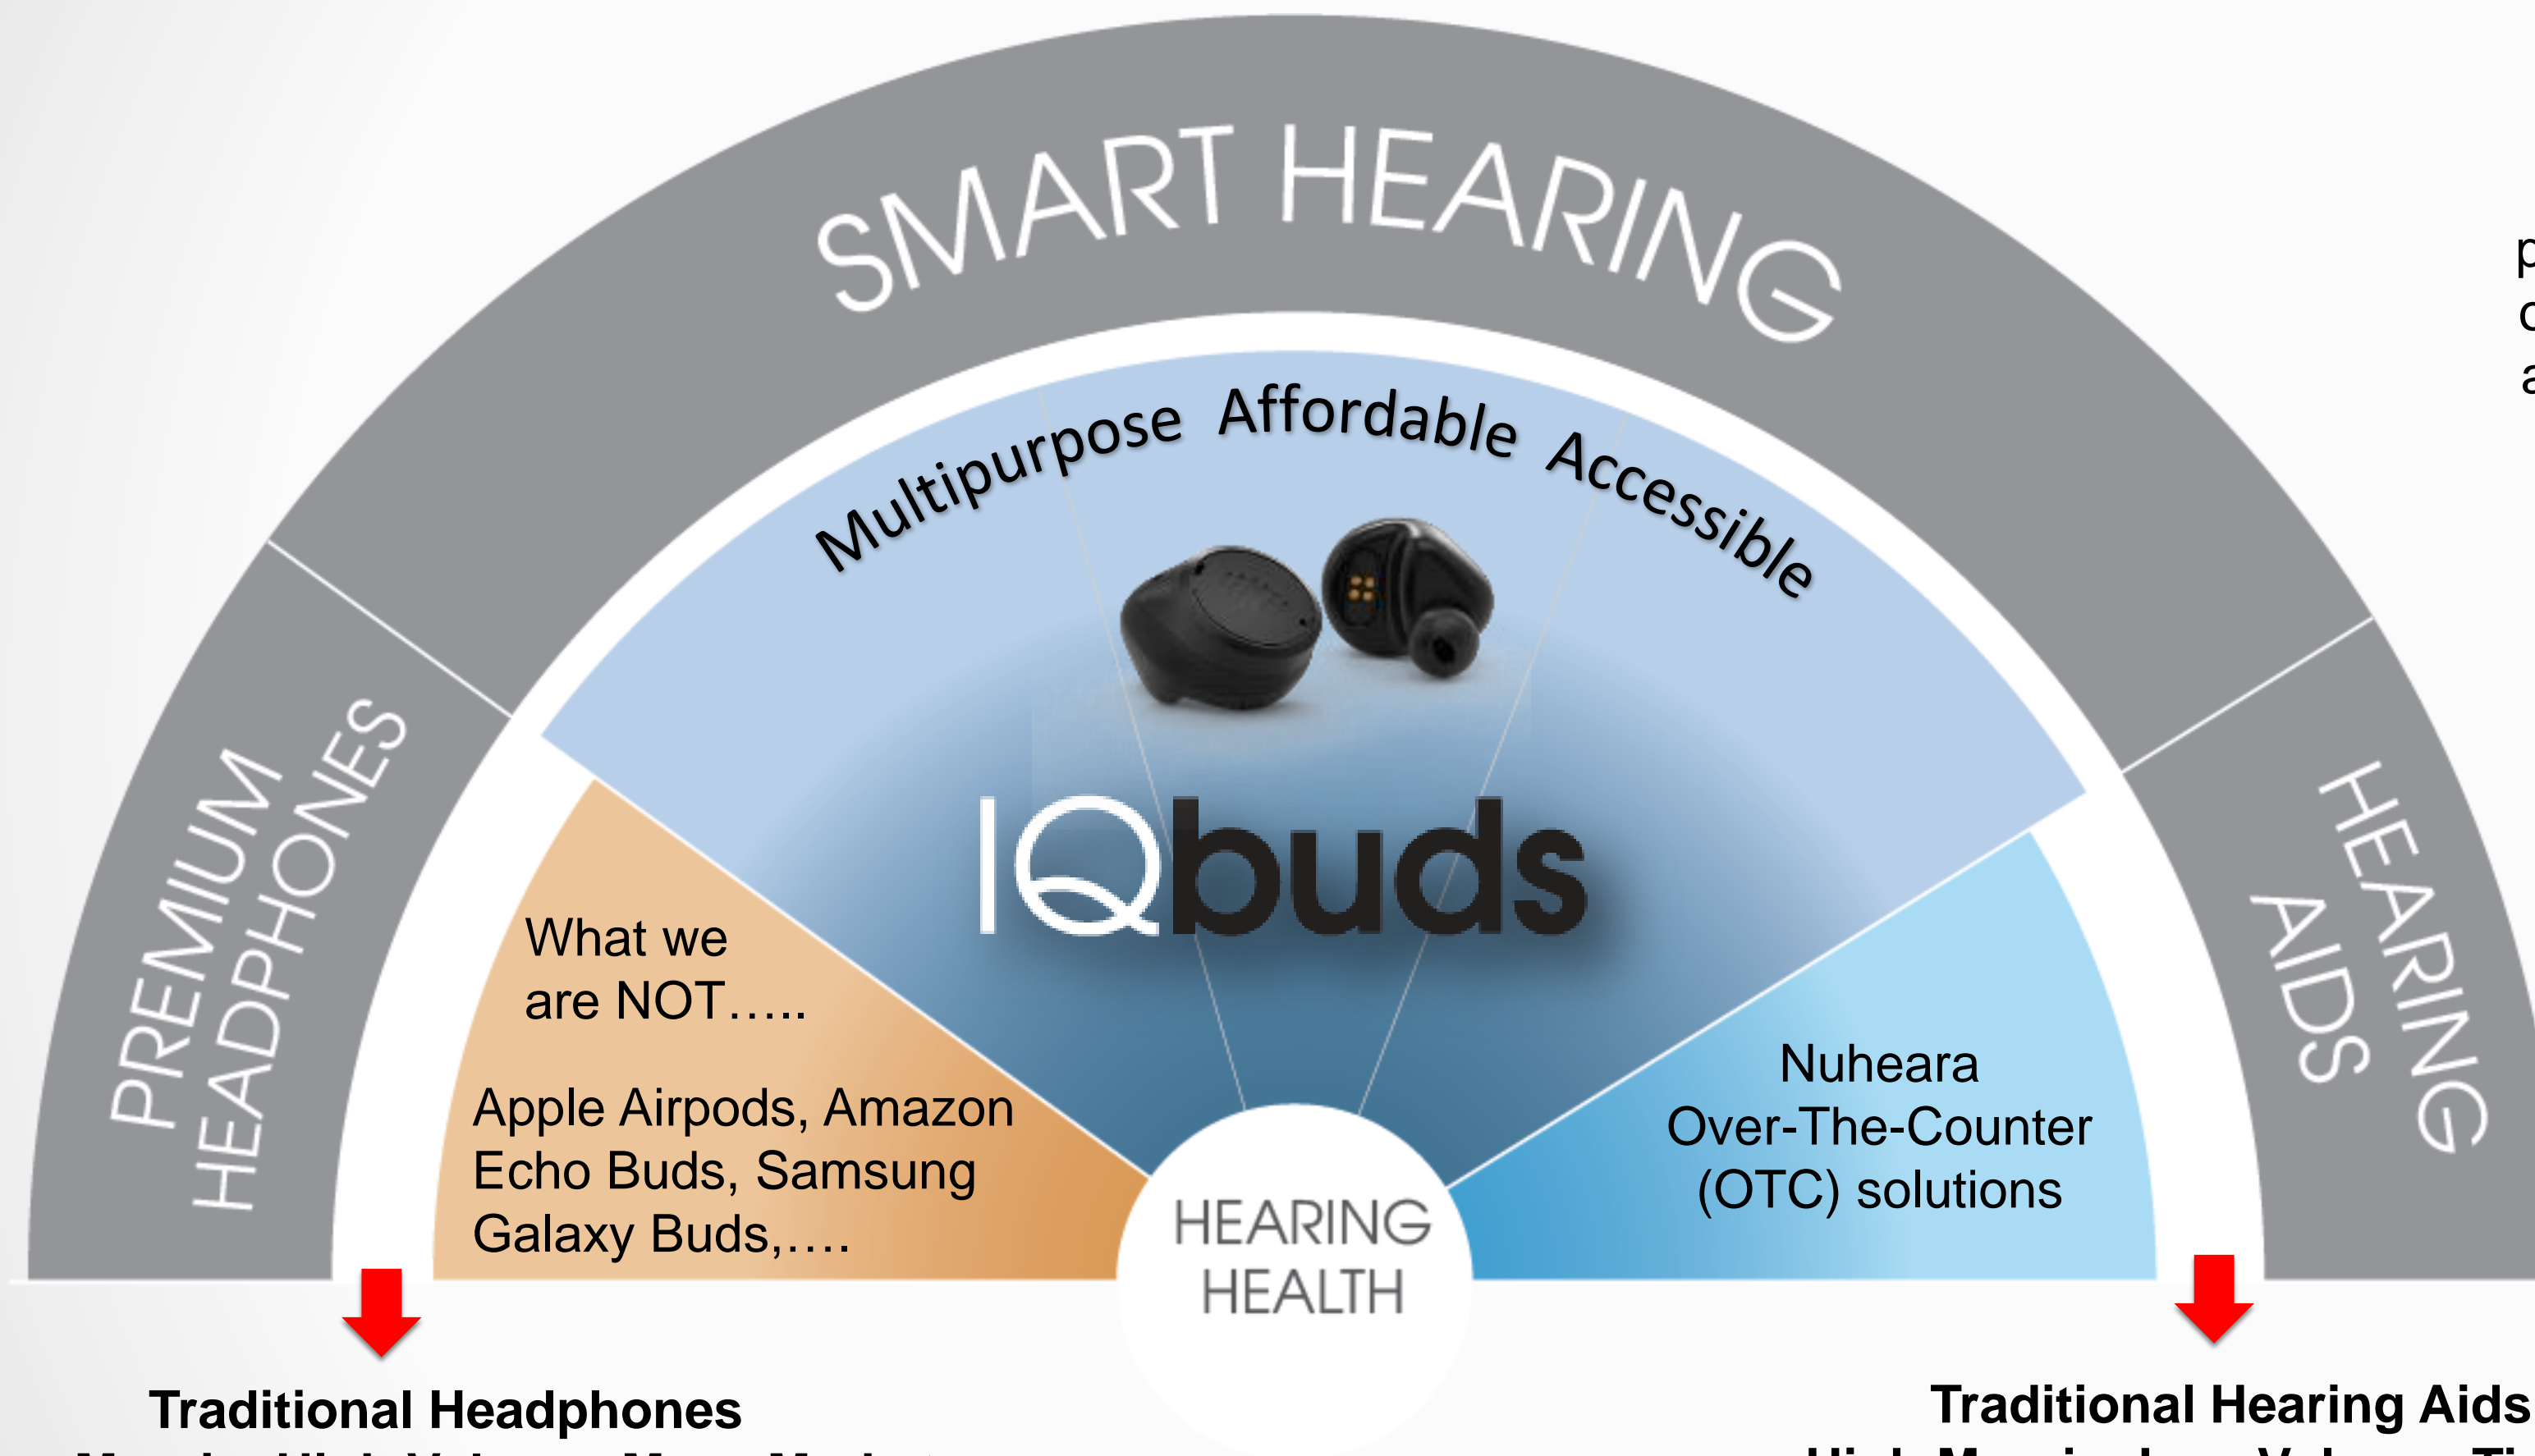 SMART HEARING
Multipurpose Affordable Accessible
IQbuds
PREMIUM
HEADPHONES
What we
are NOT.....
Apple Airpods, Amazon
Echo Buds, Samsung
Galaxy Buds,....
HEARING
AIDS
Nuheara
Over-The-Counter
(OTC) solutions
HEARING
HEALTH
Traditional Headphones
Traditional Hearing Aids